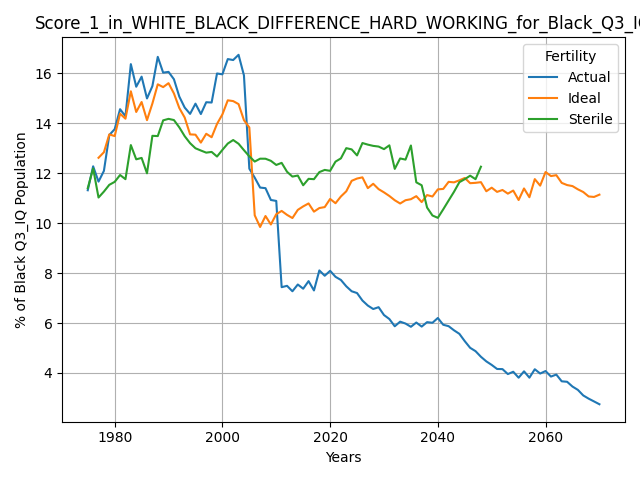 Score_1_in_WHITE_BLACK_DIFFERENCE_HARD_WORKING_for_Black_Q3_IQ
Fertility
Actual
Ideal
Sterile
% of Black Q3_IQ Population
16
14
12
10
8
6
4
1980 2000 2020 2040 2060
Years